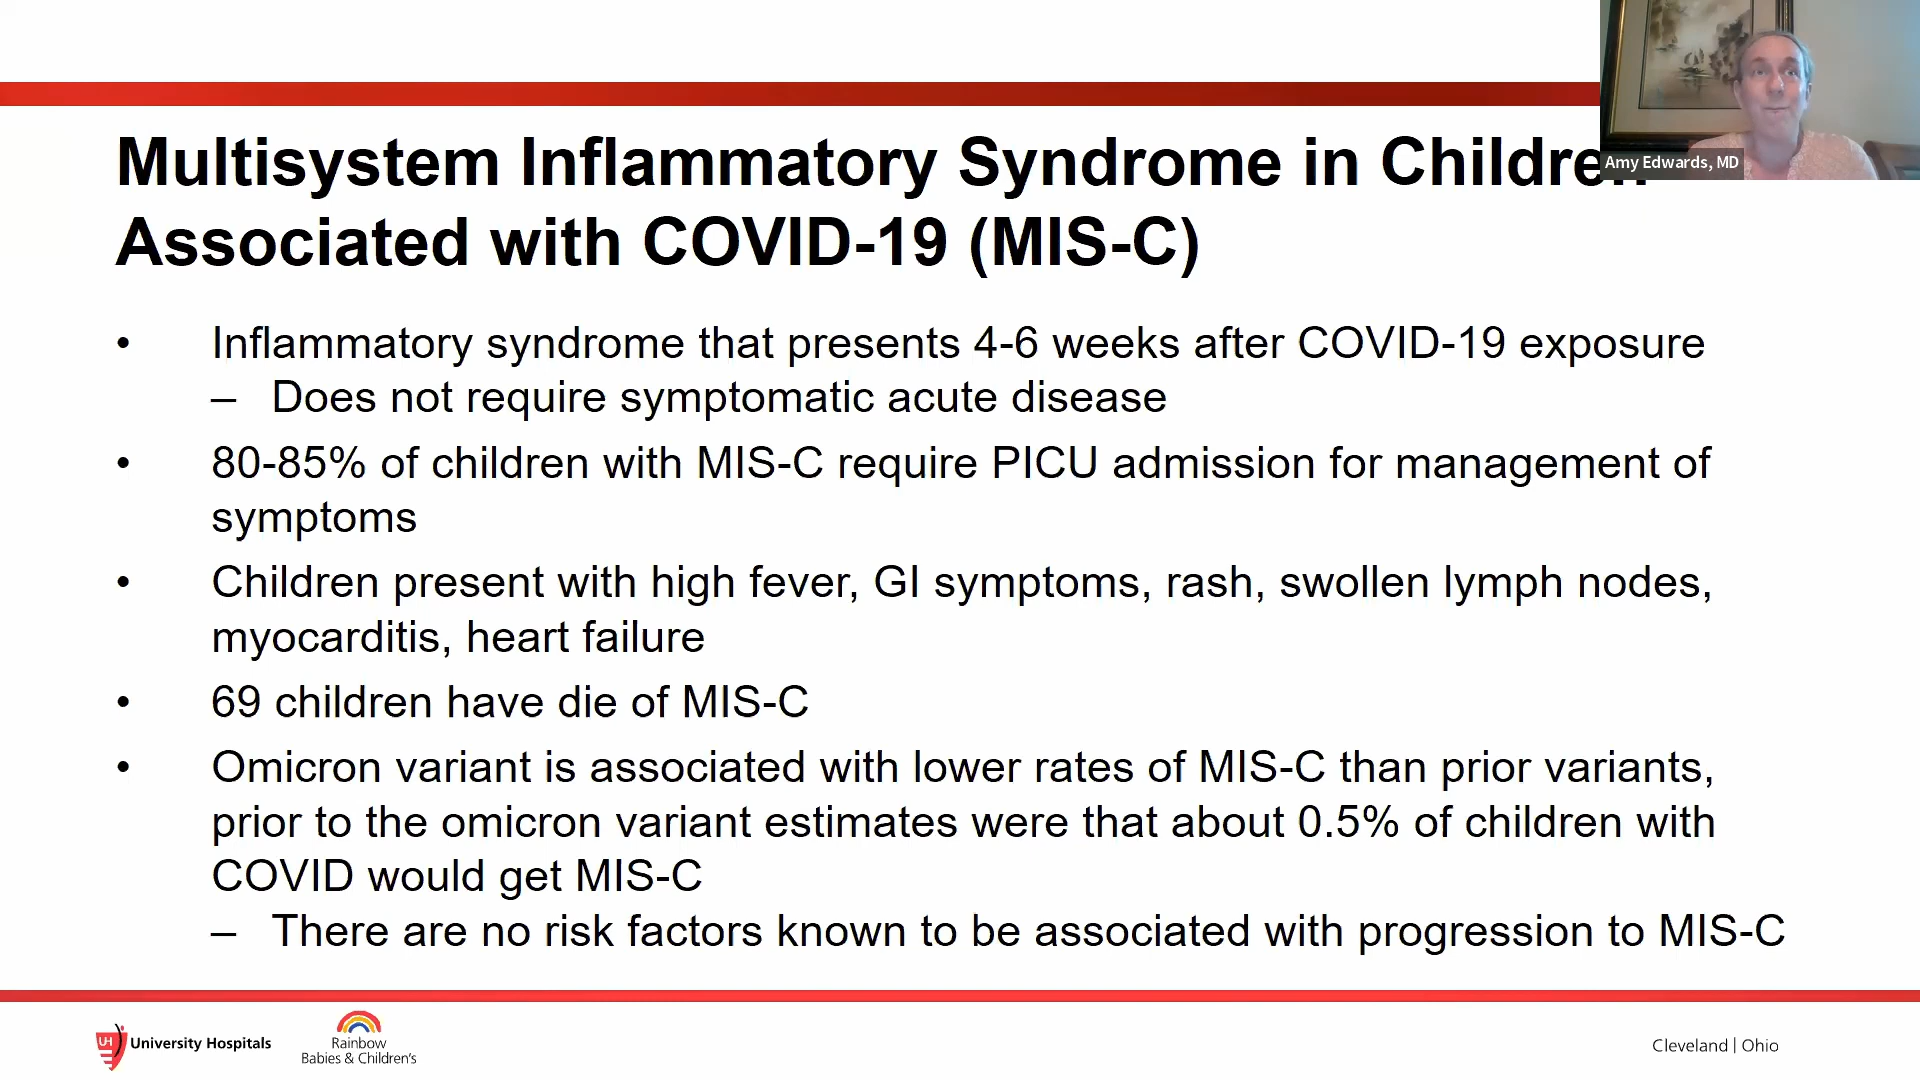 Multisystem Inflammatory Syndrome in Children
Associated with COVID-19 (MIS-C)
Amy Edwards, MD
• Inflammatory syndrome that presents 4-6 weeks after COVID-19 exposure
– Does not require symptomatic acute disease
• 80-85% of children with MIS-C require PICU admission for management of
symptoms
• Children present with high fever, GI symptoms, rash, swollen lymph nodes,
myocarditis, heart failure
• 69 children have die of MIS-C
• Omicron variant is associated with lower rates of MIS-C than prior variants,
prior to the omicron variant estimates were that about 0.5% of children with
COVID would get MIS-C
– There are no risk factors known to be associated with progression to MIS-C
UH University Hospitals
Rainbow
Babies & Children's
Cleveland | Ohio